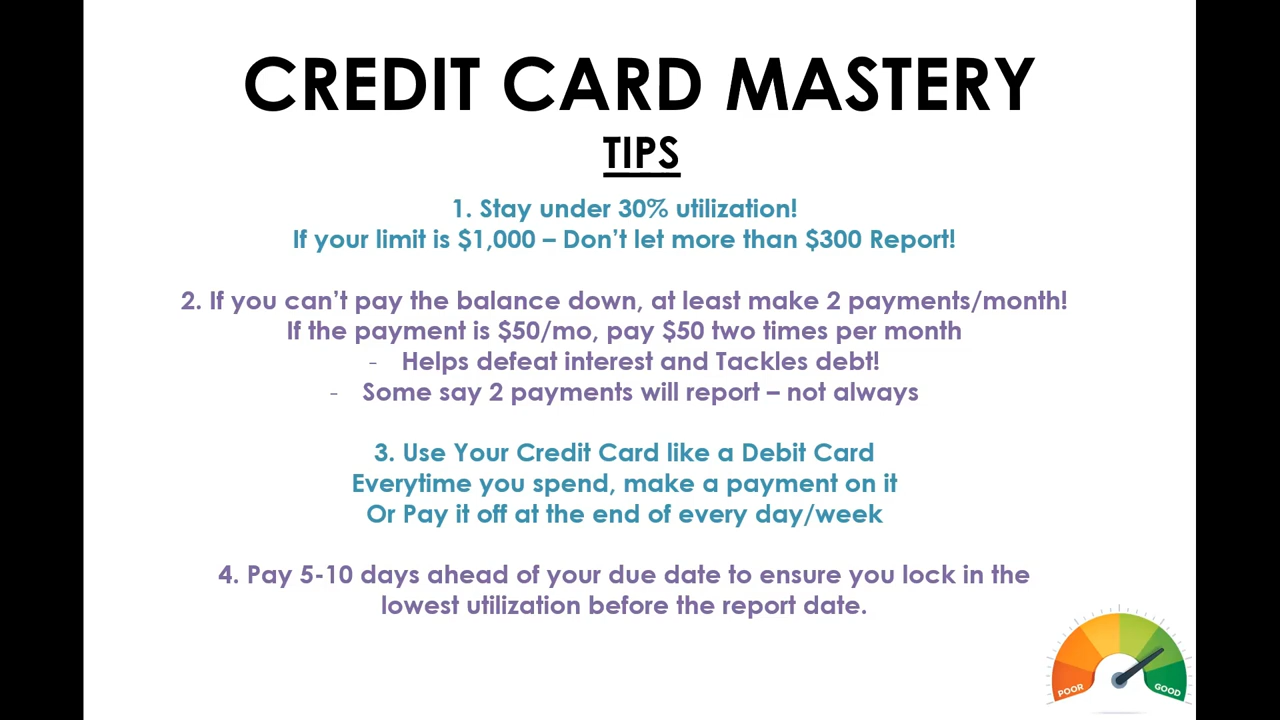 CREDIT CARD MASTERY
TIPS
1. Stay under 30% utilization!
If your limit is $1,000 – Don’t let more than $300 Report!
2. If you can’t pay the balance down, at least make 2 payments/month!
If the payment is $50/mo, pay $50 two times per month
- Helps defeat interest and Tackles debt!
- Some say 2 payments will report – not always
3. Use Your Credit Card like a Debit Card
Everytime you spend, make a payment on it
Or Pay it off at the end of every day/week
4. Pay 5-10 days ahead of your due date to ensure you lock in the
lowest utilization before the report date.
POOR
GOOD